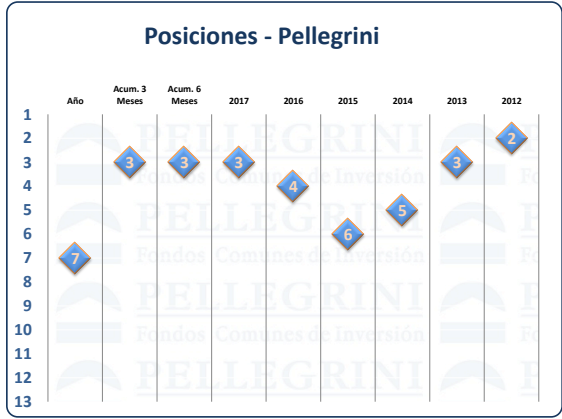 Posiciones - Pellegrini
Año Acum. 3 Meses Acum. 6 Meses 2017 2016 2015 2014 2013 2012
1
2
3
4
5
6
7
8
9
10
11
12
13
7 3 3 3 4 6 5 3 2
PELLEGRINI
Fondos Comunes de Inversión
PELLEGRINI
Fondos Comunes de Inversión
PELLEGRINI
Fondos Comunes de Inversión
PELLEGRINI